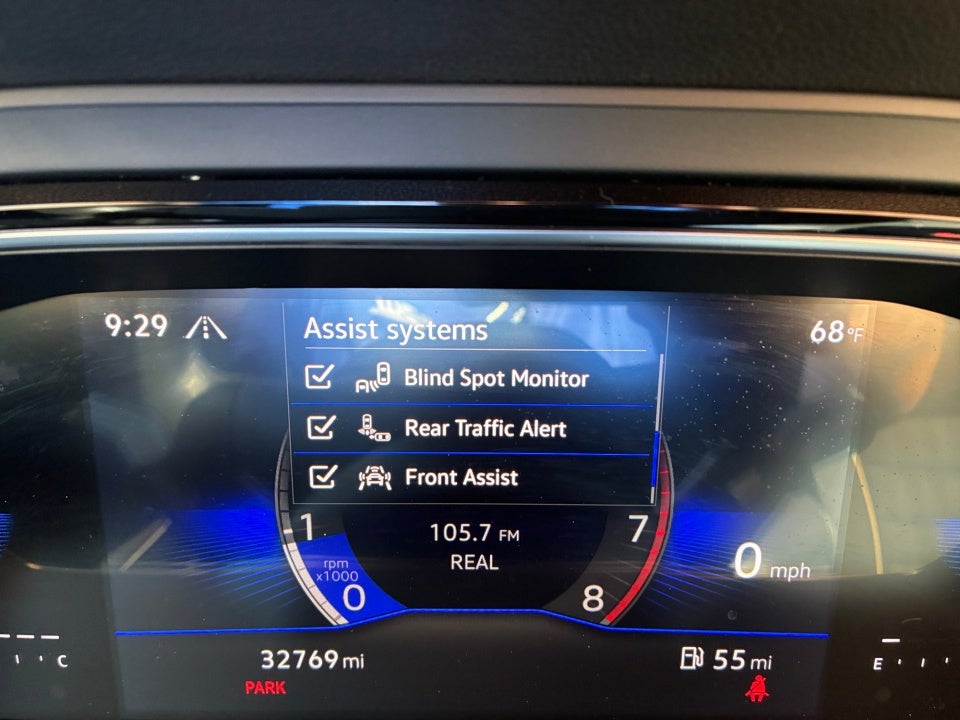 9:29
Assist systems
68°F
Blind Spot Monitor
Rear Traffic Alert
Front Assist
1
105.7 FM
7
REAL
0 mph
rpm
x1000
0
8
C
32769 mi
55 mi
E
PARK